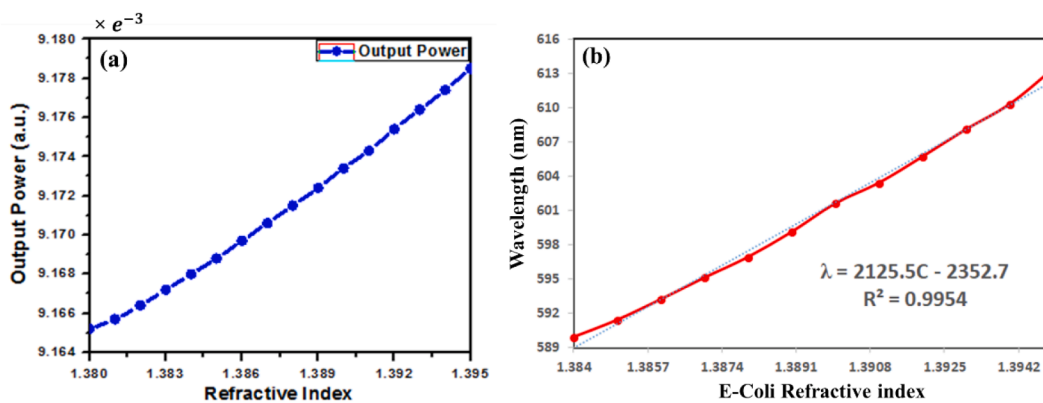 × e⁻³
(a)
Output Power
Output Power (a.u.)
9.180
9.178
9.176
9.174
9.172
9.170
9.168
9.166
9.164
1.380 1.383 1.386 1.389 1.392 1.395
Refractive Index
(b)
Wavelength (nm)
616
613
610
607
604
601
598
595
592
589
λ = 2125.5C - 2352.7
R² = 0.9954
1.384 1.3857 1.3874 1.3891 1.3908 1.3925 1.3942
E-Coli Refractive index